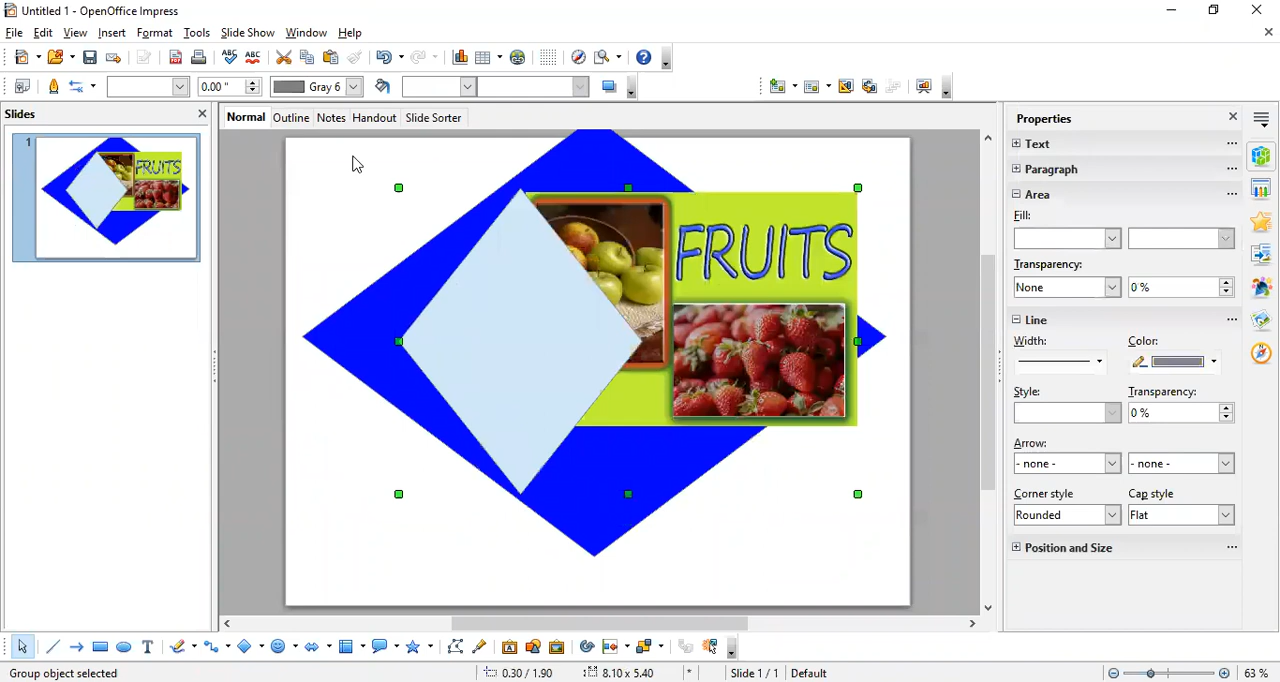 Untitled 1 - OpenOffice Impress
File Edit View Insert Format Tools Slide Show Window Help
0.00 " Gray 6
Slides
Normal Outline Notes Handout Slide Sorter
Properties
Text
Paragraph
Area
Fill:
Transparency:
None 0 %
Line
Width: Color:
Style: Transparency:
0 %
Arrow:
- none - - none -
Corner style Cap style
Rounded Flat
Position and Size
1
FRUITS
FRUITS
Group object selected 0.30 / 1.90 8.10 x 5.40 * Slide 1 / 1 Default 63 %